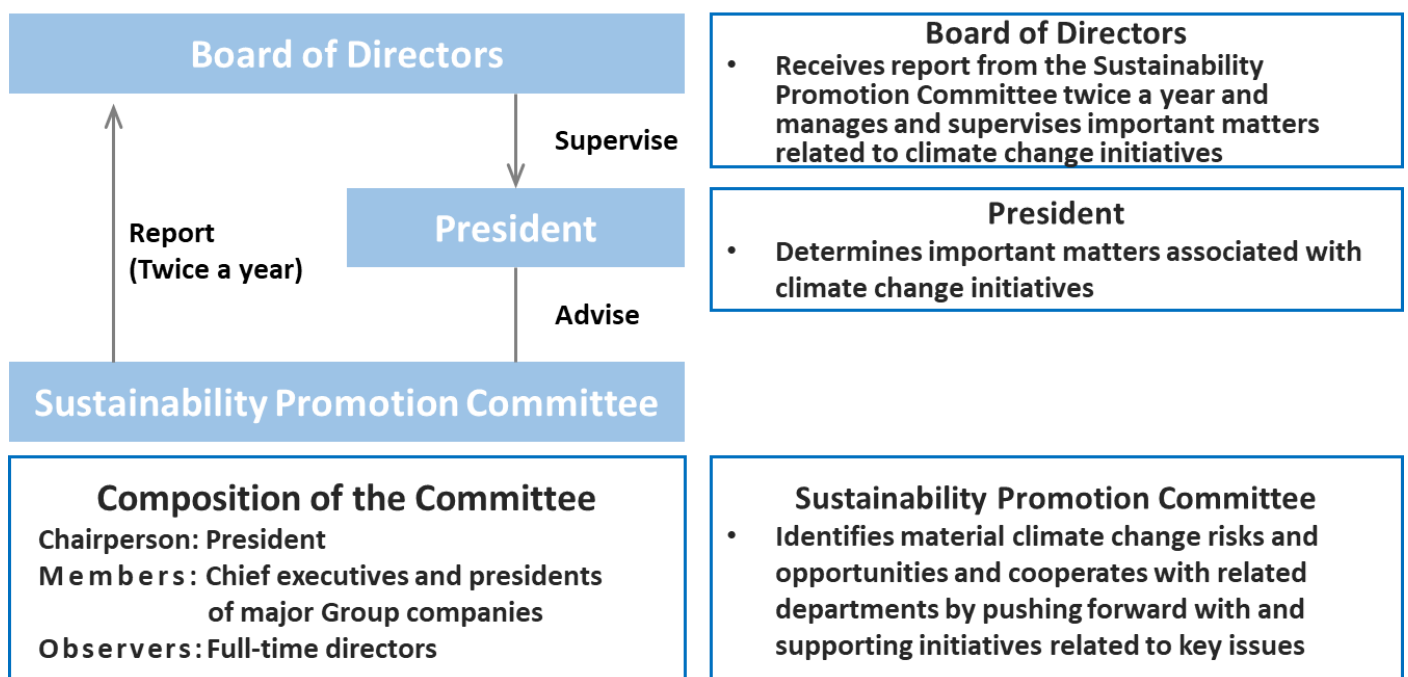 Board of Directors
Supervise
President
Report
(Twice a year)
Advise
Sustainability Promotion Committee
Composition of the Committee
Chairperson: President
Members: Chief executives and presidents
of major Group companies
Observers: Full-time directors
Board of Directors
• Receives report from the Sustainability
Promotion Committee twice a year and
manages and supervises important matters
related to climate change initiatives
President
• Determines important matters associated with
climate change initiatives
Sustainability Promotion Committee
• Identifies material climate change risks and
opportunities and cooperates with related
departments by pushing forward with and
supporting initiatives related to key issues